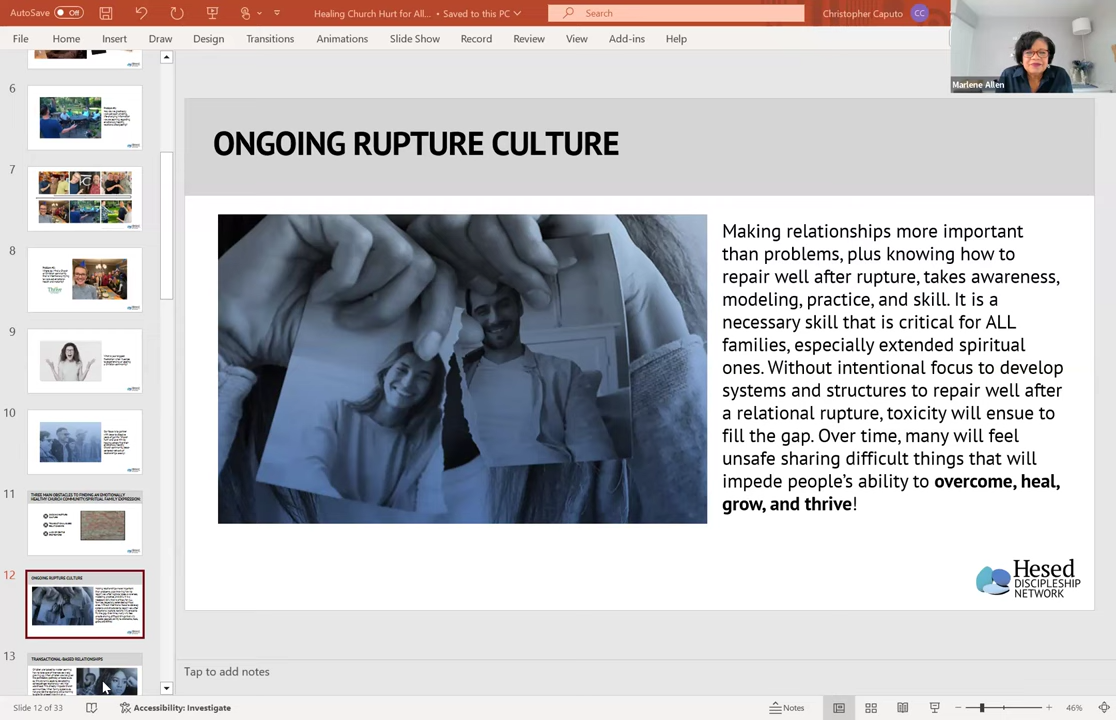 AutoSave Off
Healing Church Hurt for All... • Saved to this PC
Search
Christopher Caputo CC
File Home Insert Draw Design Transitions Animations Slide Show Record Review View Add-ins Help
Marlene Allen
6
7
8
9
10
11
THREE MAIN OBSTACLES TO FINDING AN EMOTIONALLY
HEALTHY CHURCH COMMUNITY/SPIRITUAL FAMILY EXPRESSION
12
ONGOING RUPTURE CULTURE
13
TRANSACTIONAL-BASED RELATIONSHIPS
ONGOING RUPTURE CULTURE
Making relationships more important
than problems, plus knowing how to
repair well after rupture, takes awareness,
modeling, practice, and skill. It is a
necessary skill that is critical for ALL
families, especially extended spiritual
ones. Without intentional focus to develop
systems and structures to repair well after
a relational rupture, toxicity will ensue to
fill the gap. Over time, many will feel
unsafe sharing difficult things that will
impede people's ability to overcome, heal,
grow, and thrive!
Hesed
DISCIPLESHIP
NETWORK
Tap to add notes
Slide 12 of 33
Accessibility: Investigate
Notes
46%